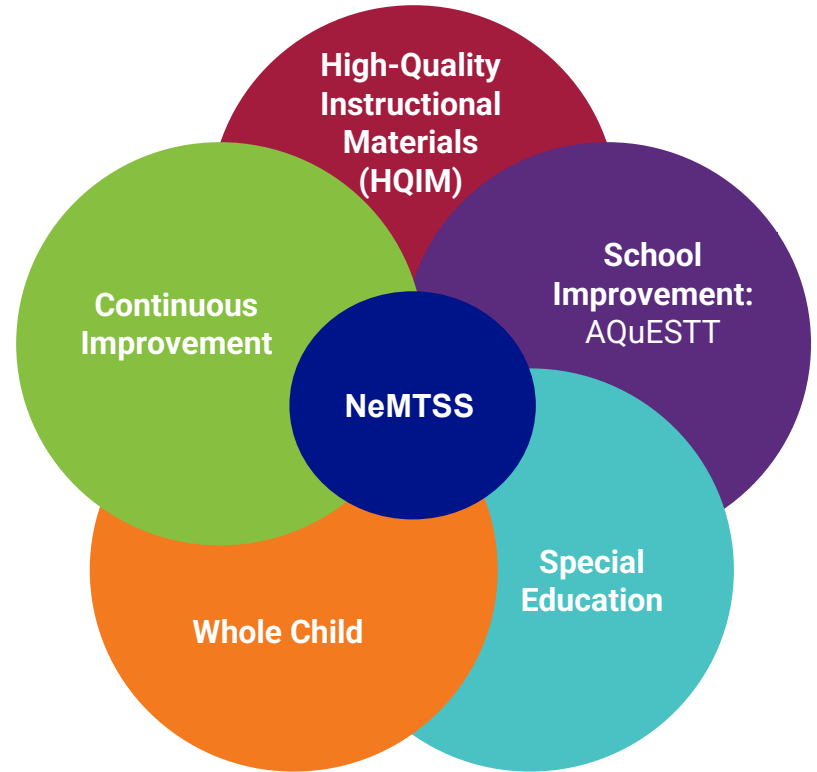 High-Quality
Instructional
Materials
(HQIM)
School
Improvement:
AQuESTT
Continuous
Improvement
NeMTSS
Special
Education
Whole Child